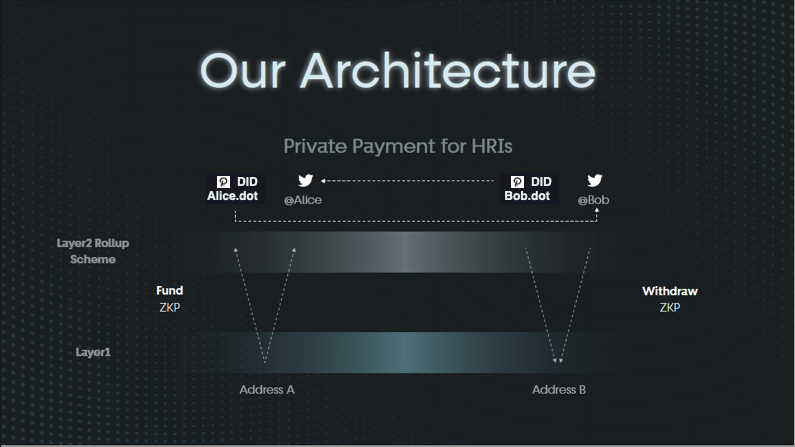 Our Architecture
Private Payment for HRIs
DID
Alice.dot
@Alice
DID
Bob.dot
@Bob
Layer2 Rollup
Scheme
Fund
ZKP
Withdraw
ZKP
Layer1
Address A
Address B